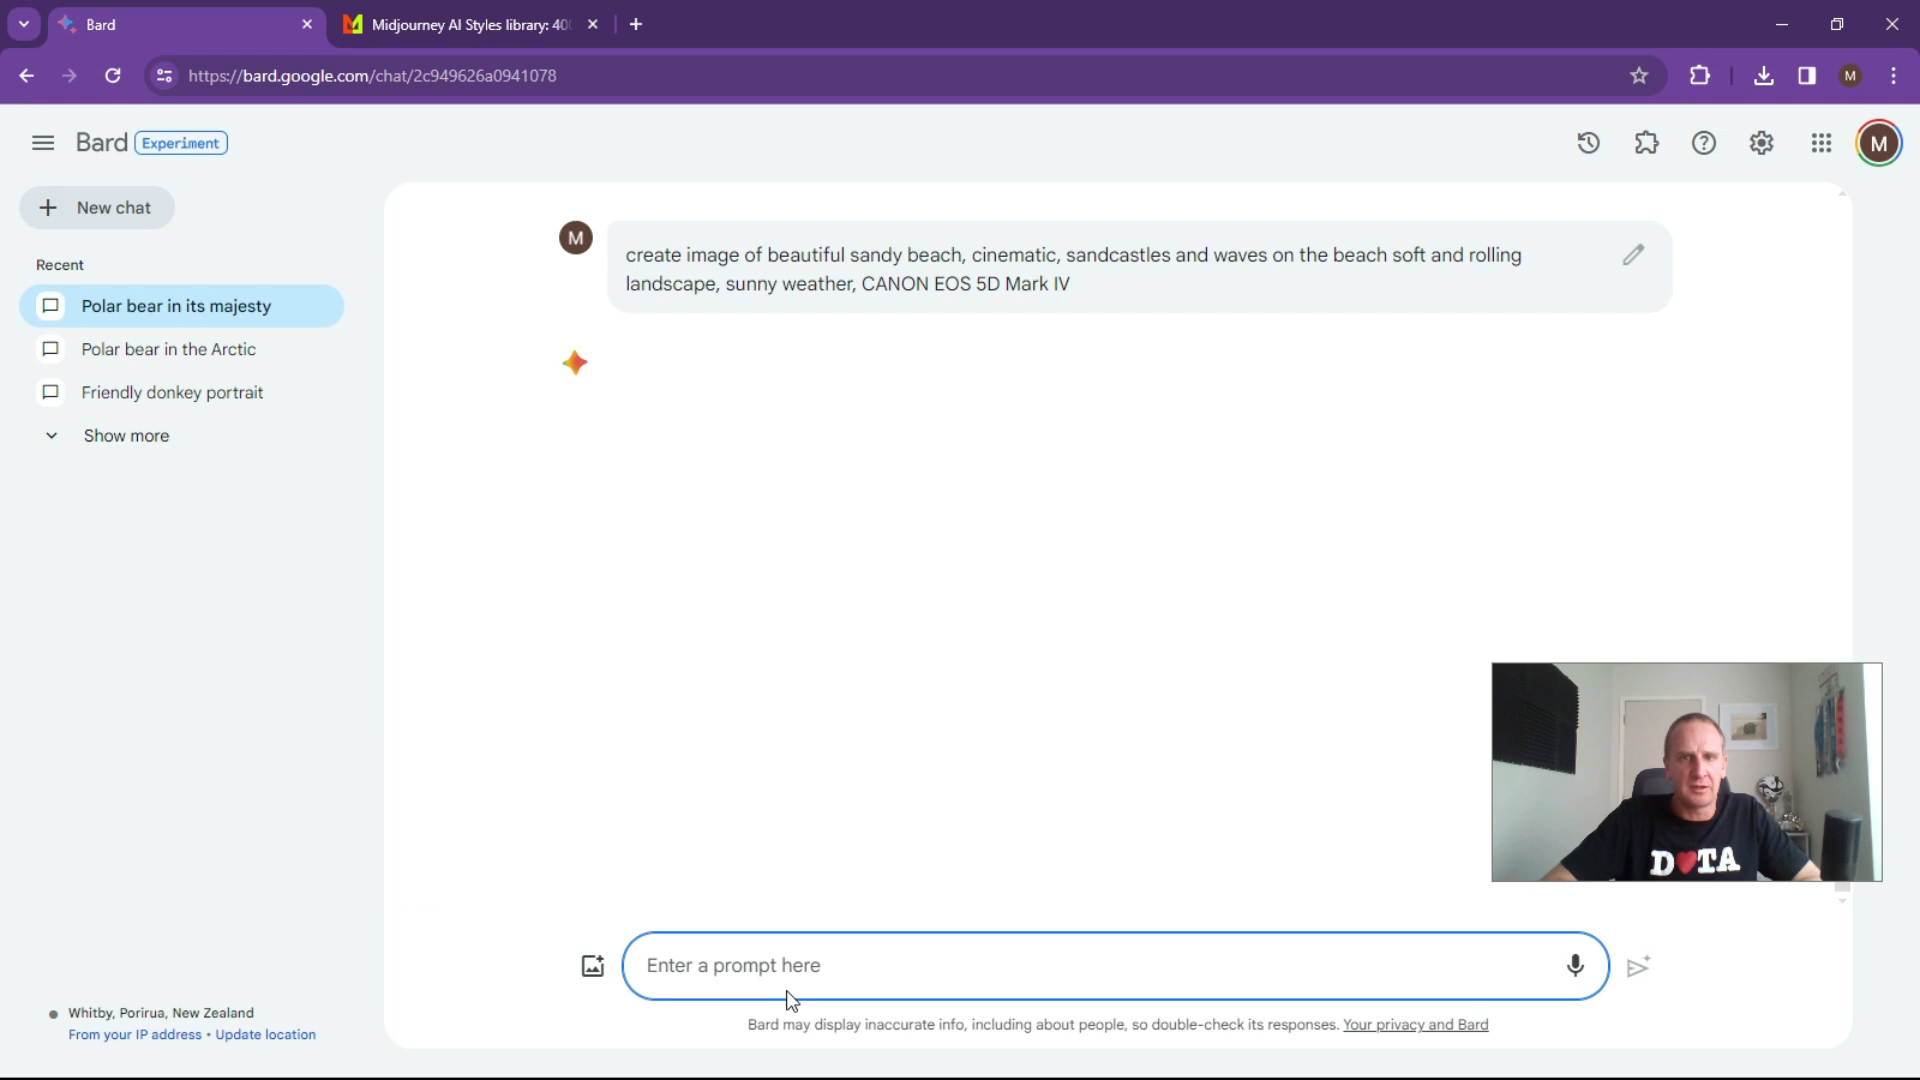 Bard
Midjourney AI Styles library: 40
https://bard.google.com/chat/2c949626a0941078
M
Bard Experiment
M
New chat
Recent
Polar bear in its majesty
Polar bear in the Arctic
Friendly donkey portrait
Show more
M
create image of beautiful sandy beach, cinematic, sandcastles and waves on the beach soft and rolling
landscape, sunny weather, CANON EOS 5D Mark IV
D TA
Enter a prompt here
Bard may display inaccurate info, including about people, so double-check its responses. Your privacy and Bard
Whitby, Porirua, New Zealand
From your IP address • Update location